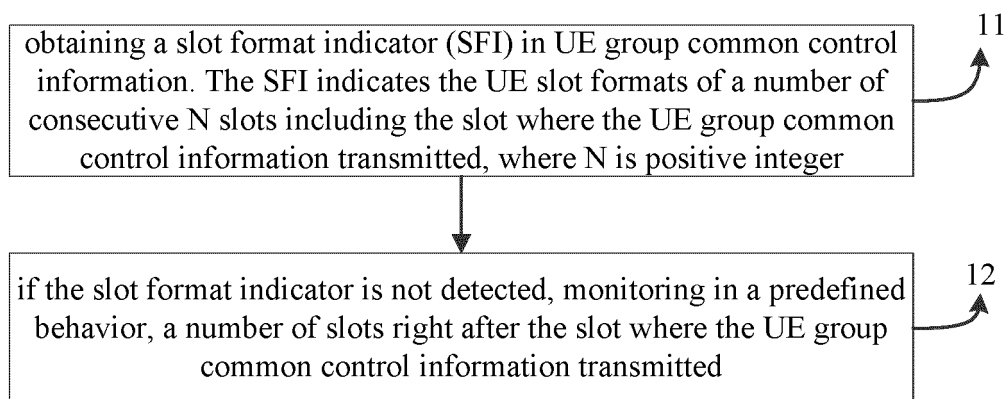 obtaining a slot format indicator (SFI) in UE group common control
information. The SFI indicates the UE slot formats of a number of
consecutive N slots including the slot where the UE group common
control information transmitted, where N is positive integer
11
if the slot format indicator is not detected, monitoring in a predefined
behavior, a number of slots right after the slot where the UE group
common control information transmitted
12